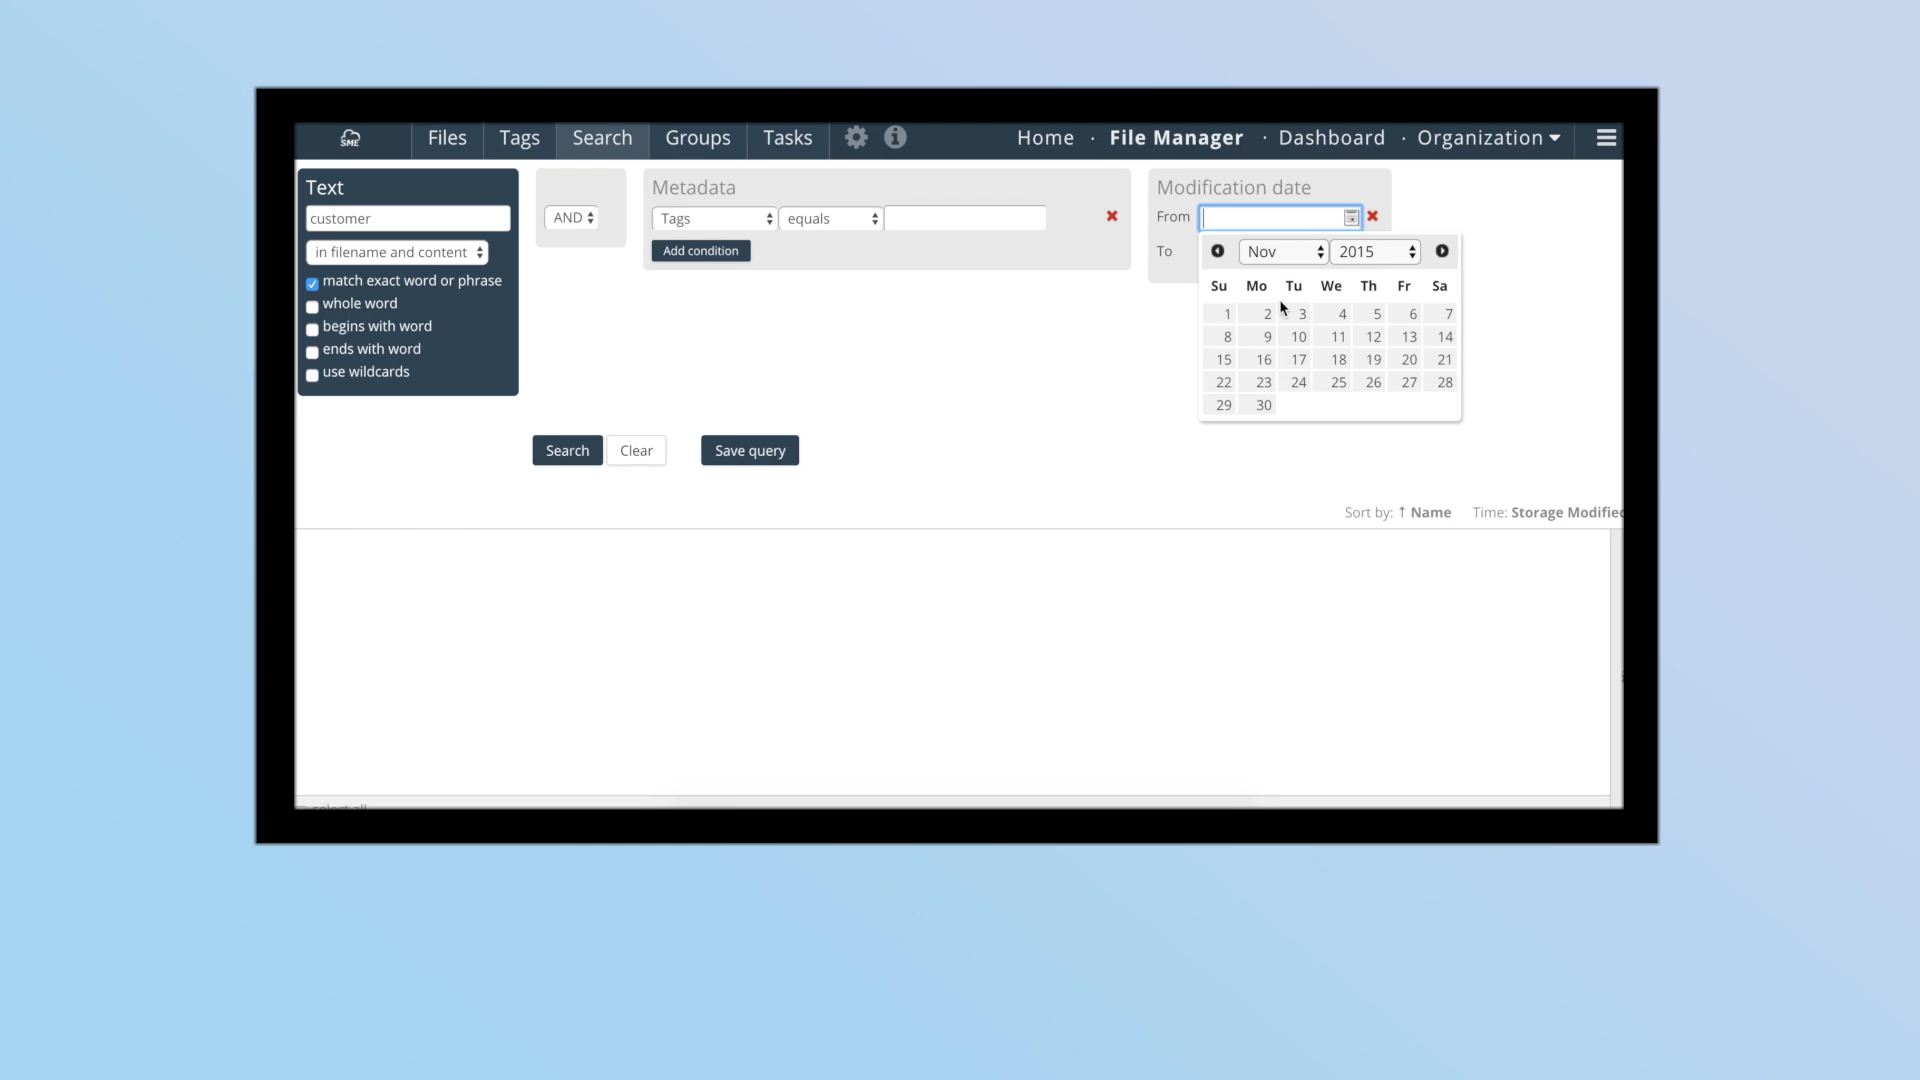 SME
Files Tags Search Groups Tasks Home · File Manager · Dashboard · Organization
Text
customer
in filename and content
match exact word or phrase
whole word
begins with word
ends with word
use wildcards
AND
Metadata
Tags equals
Add condition
Modification date
From
To
Nov 2015
Su Mo Tu We Th Fr Sa
1 2 3 4 5 6 7
8 9 10 11 12 13 14
15 16 17 18 19 20 21
22 23 24 25 26 27 28
29 30
Search Clear Save query
Sort by: ↑ Name Time: Storage Modified
select all